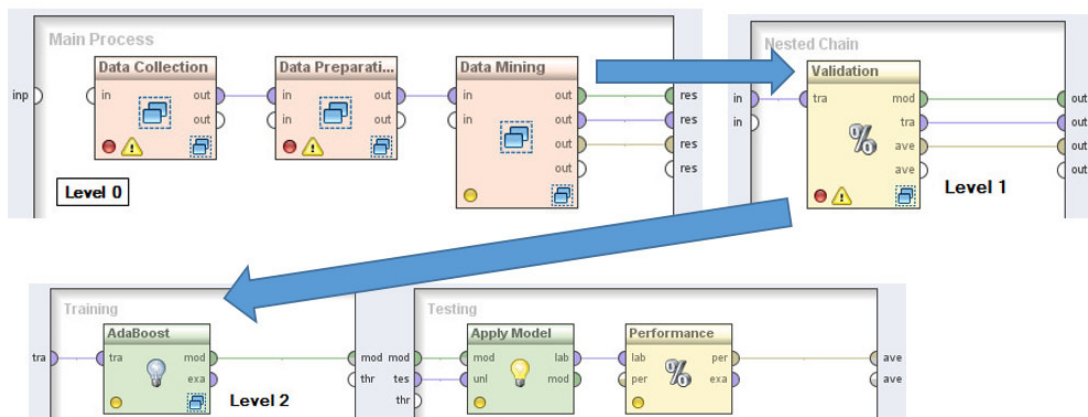 Main Process
Data Collection
Data Preparati...
Data Mining
inp
in
out
in
out
in
out
res
out
in
out
in
out
res
out
res
out
res
Level 0
Nested Chain
Validation
in
tra
mod
out
in
tra
out
ave
out
ave
out
%
Level 1
Training
AdaBoost
tra
tra
mod
mod
exa
thr
Level 2
Testing
Apply Model
Performance
mod
mod
lab
lab
per
ave
tes
unl
mod
per
exa
ave
thr
%